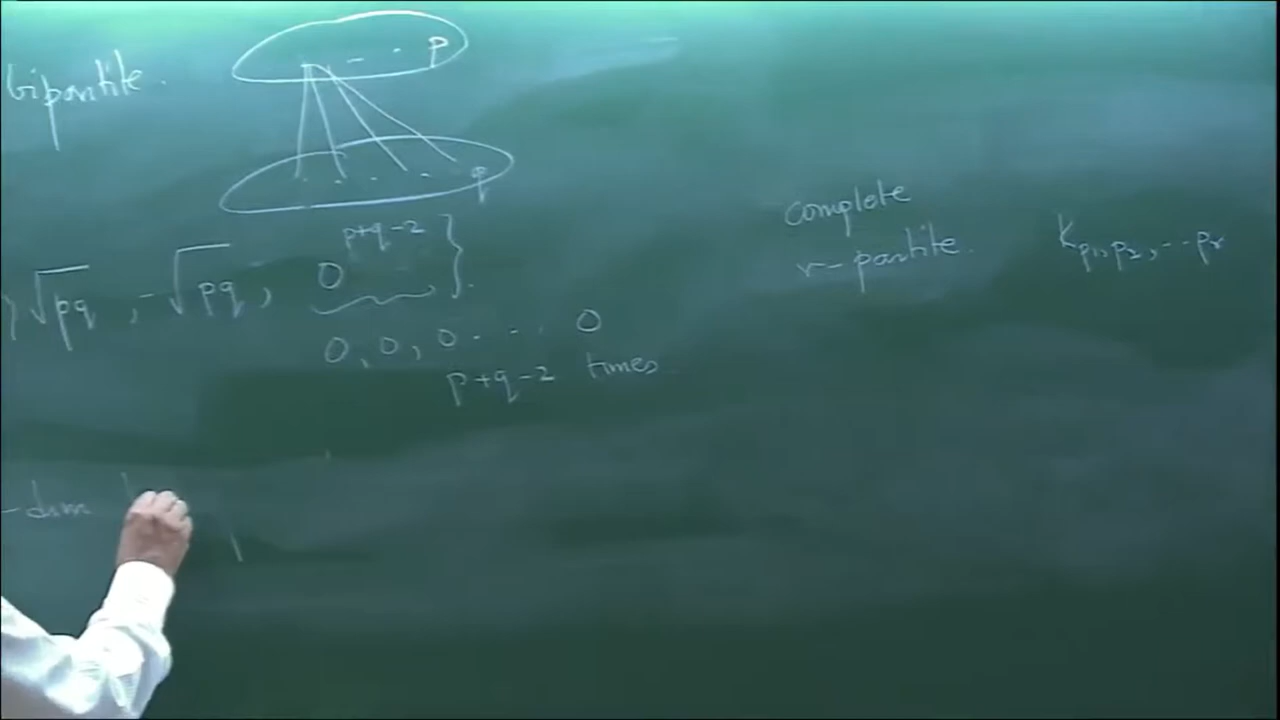 bipartite.
p
q
} √pq , -√pq, 0^{p+q-2} }.
0, 0, 0 - - . 0
p+q-2 times
complete
r-partite.
K_{p1,p2, -- pr}
-dim